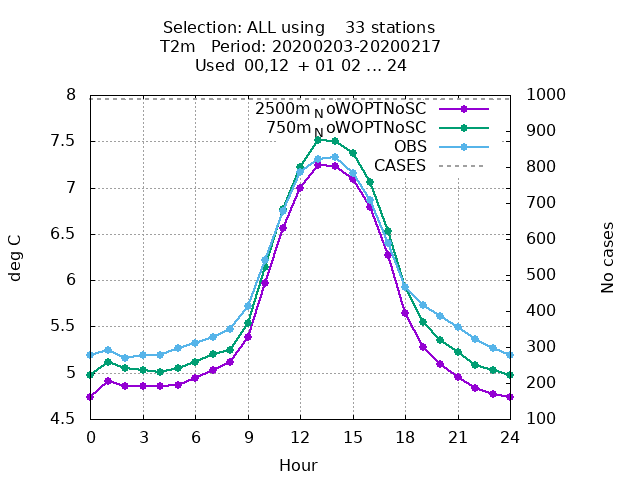 Selection: ALL using 33 stations
T2m Period: 20200203-20200217
Used 00,12 + 01 02 ... 24
8 1000
2500m NoWOPTNoSC
7.5 750m NoWOPTNoSC 900
OBS
CASES 800
7 700
6.5 600
6 500
5.5 400
300
5 200
4.5 100
deg C
No cases
0 3 6 9 12 15 18 21 24
Hour